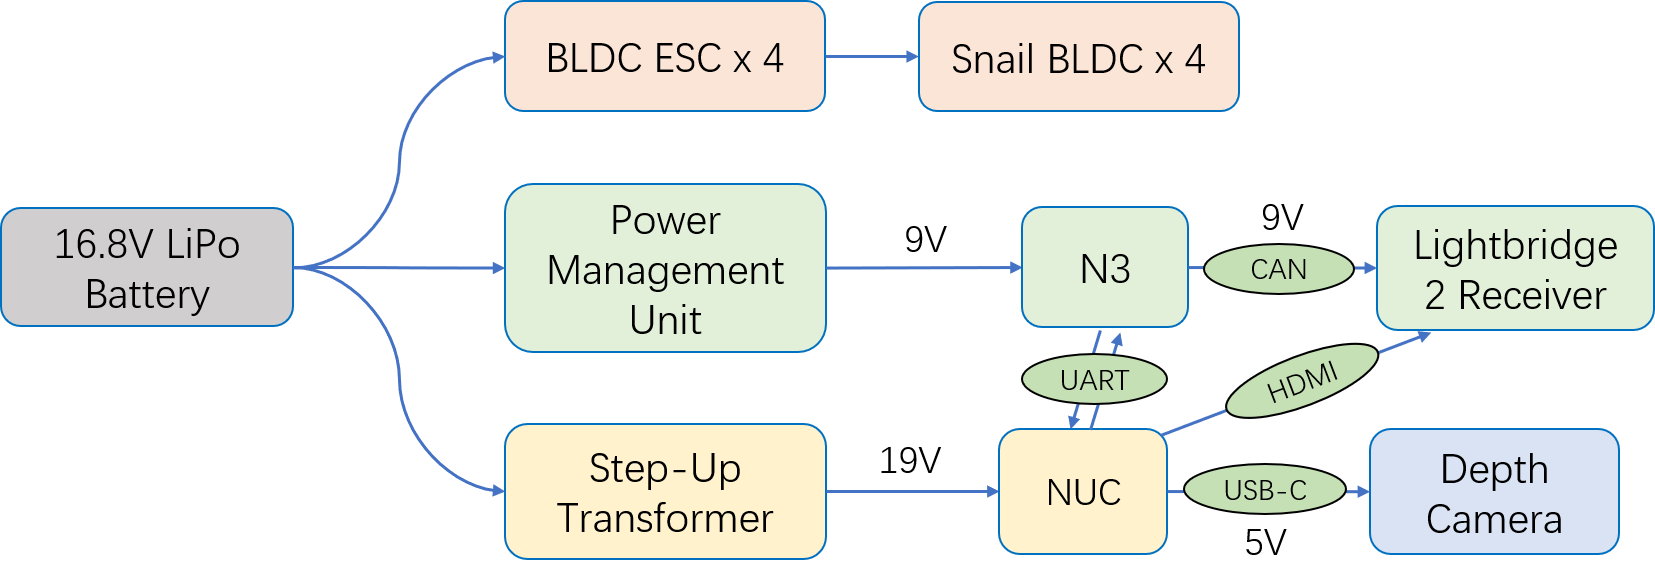 BLDC ESC x 4
Snail BLDC x 4
16.8V LiPo
Battery
Power
Management
Unit
9V
N3
9V
CAN
Lightbridge
2 Receiver
UART
HDMI
Step-Up
Transformer
19V
NUC
USB-C
5V
Depth
Camera